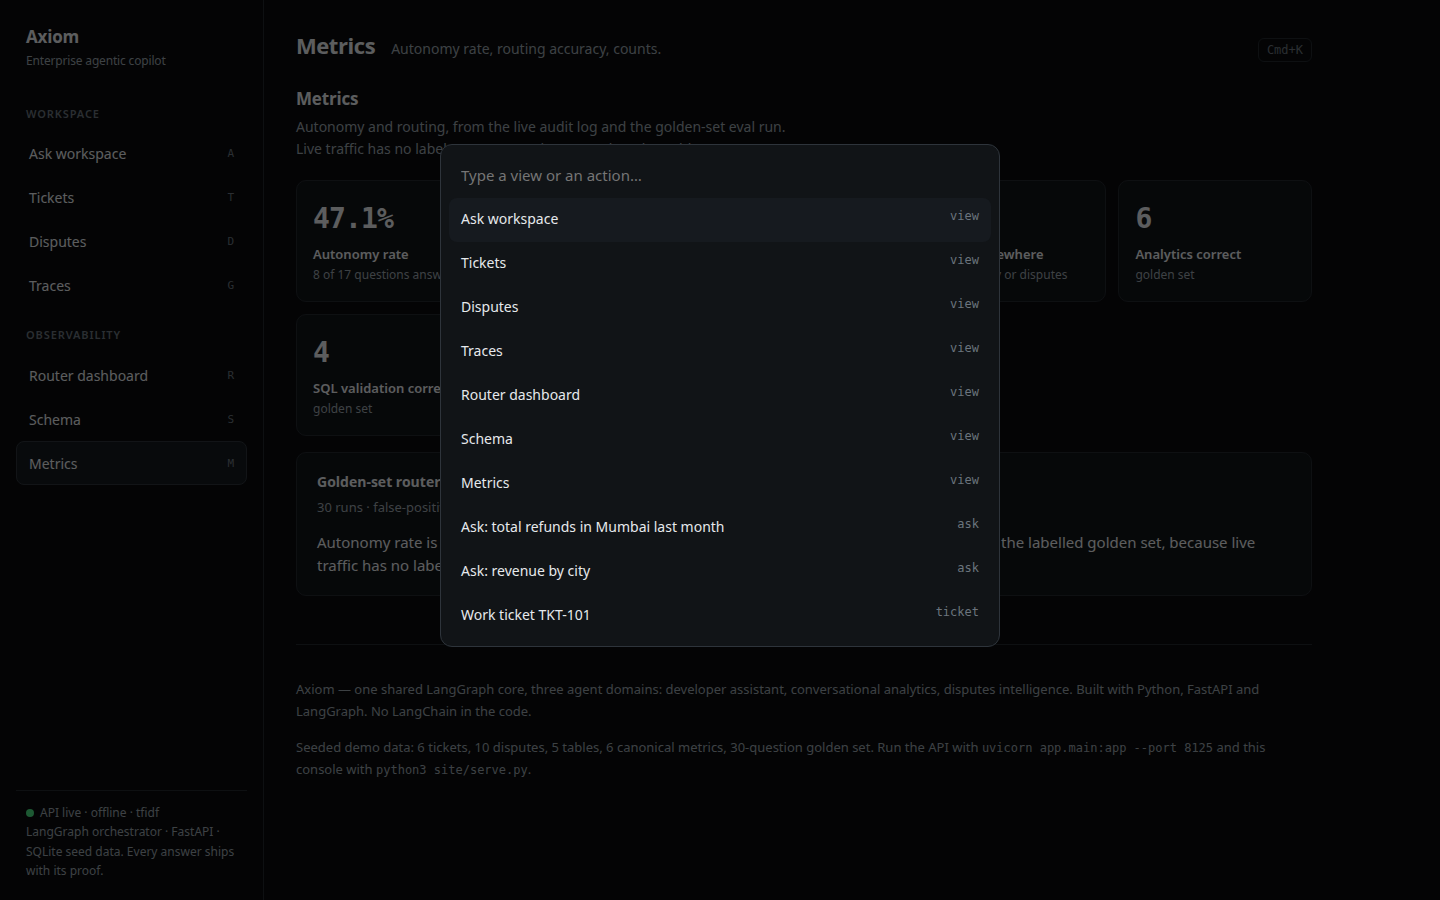 Axiom
Enterprise agentic copilot
WORKSPACE
Ask workspace A
Tickets T
Disputes D
Traces G
OBSERVABILITY
Router dashboard R
Schema S
Metrics M
API live · offline · tfidf
LangGraph orchestrator · FastAPI ·
SQLite seed data. Every answer ships
with its proof.
Metrics Autonomy rate, routing accuracy, counts.
Cmd+K
Metrics
Autonomy and routing, from the live audit log and the golden-set eval run.
Live traffic has no
47.1%
Autonomy rate
8 of 17 questions
or disputes
6
Analytics correct
golden set
4
SQL validation
golden set
Golden-set router
30 runs ·
Autonomy rate is
the labelled golden set, because live
traffic has no
Type a view or an action...
Ask workspace view
Tickets view
Disputes view
Traces view
Router dashboard view
Schema view
Metrics view
Ask: total refunds in Mumbai last month ask
Ask: revenue by city ask
Work ticket TKT-101 ticket
Axiom — one shared LangGraph core, three agent domains: developer assistant, conversational analytics, disputes intelligence. Built with Python, FastAPI and
LangGraph. No LangChain in the code.
Seeded demo data: 6 tickets, 10 disputes, 5 tables, 6 canonical metrics, 30-question golden set. Run the API with uvicorn app.main:app --port 8125 and this
console with python3 site/serve.py.